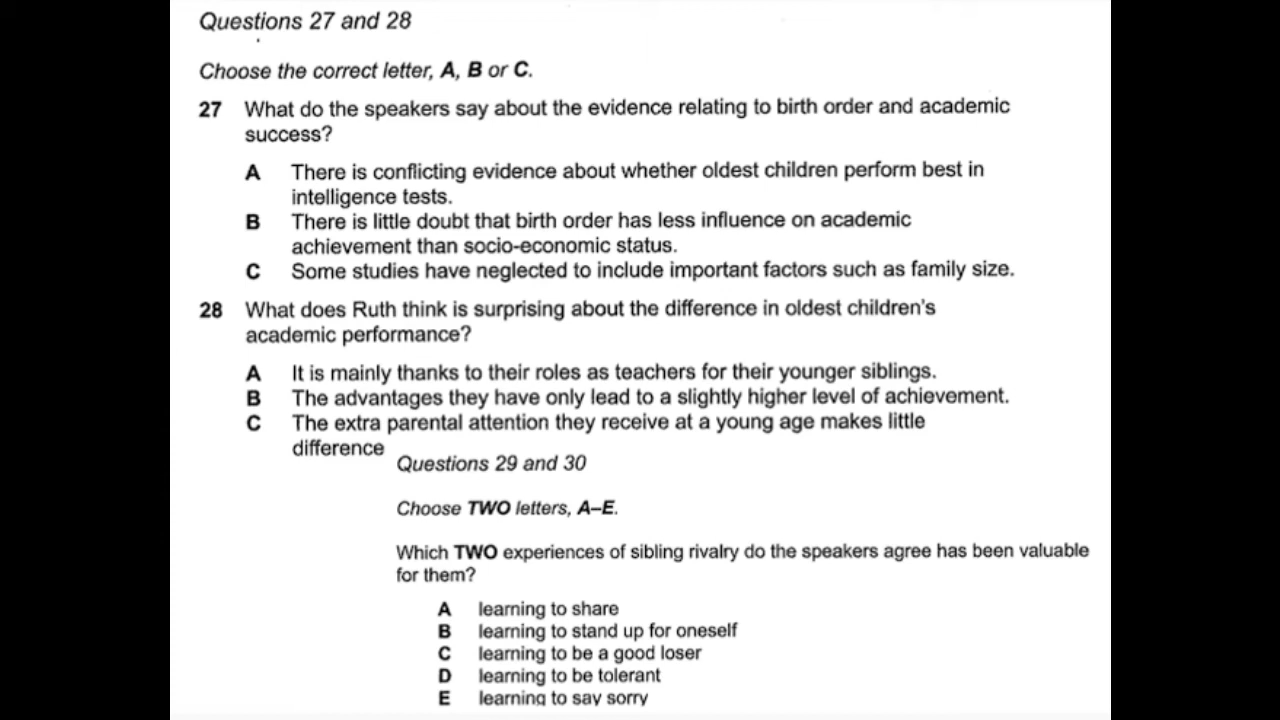 Questions 27 and 28
Choose the correct letter, A, B or C.
27 What do the speakers say about the evidence relating to birth order and academic
success?
A There is conflicting evidence about whether oldest children perform best in
intelligence tests.
B There is little doubt that birth order has less influence on academic
achievement than socio-economic status.
C Some studies have neglected to include important factors such as family size.
28 What does Ruth think is surprising about the difference in oldest children's
academic performance?
A It is mainly thanks to their roles as teachers for their younger siblings.
B The advantages they have only lead to a slightly higher level of achievement.
C The extra parental attention they receive at a young age makes little
difference
Questions 29 and 30
Choose TWO letters, A–E.
Which TWO experiences of sibling rivalry do the speakers agree has been valuable
for them?
A learning to share
B learning to stand up for oneself
C learning to be a good loser
D learning to be tolerant
E learning to say sorry